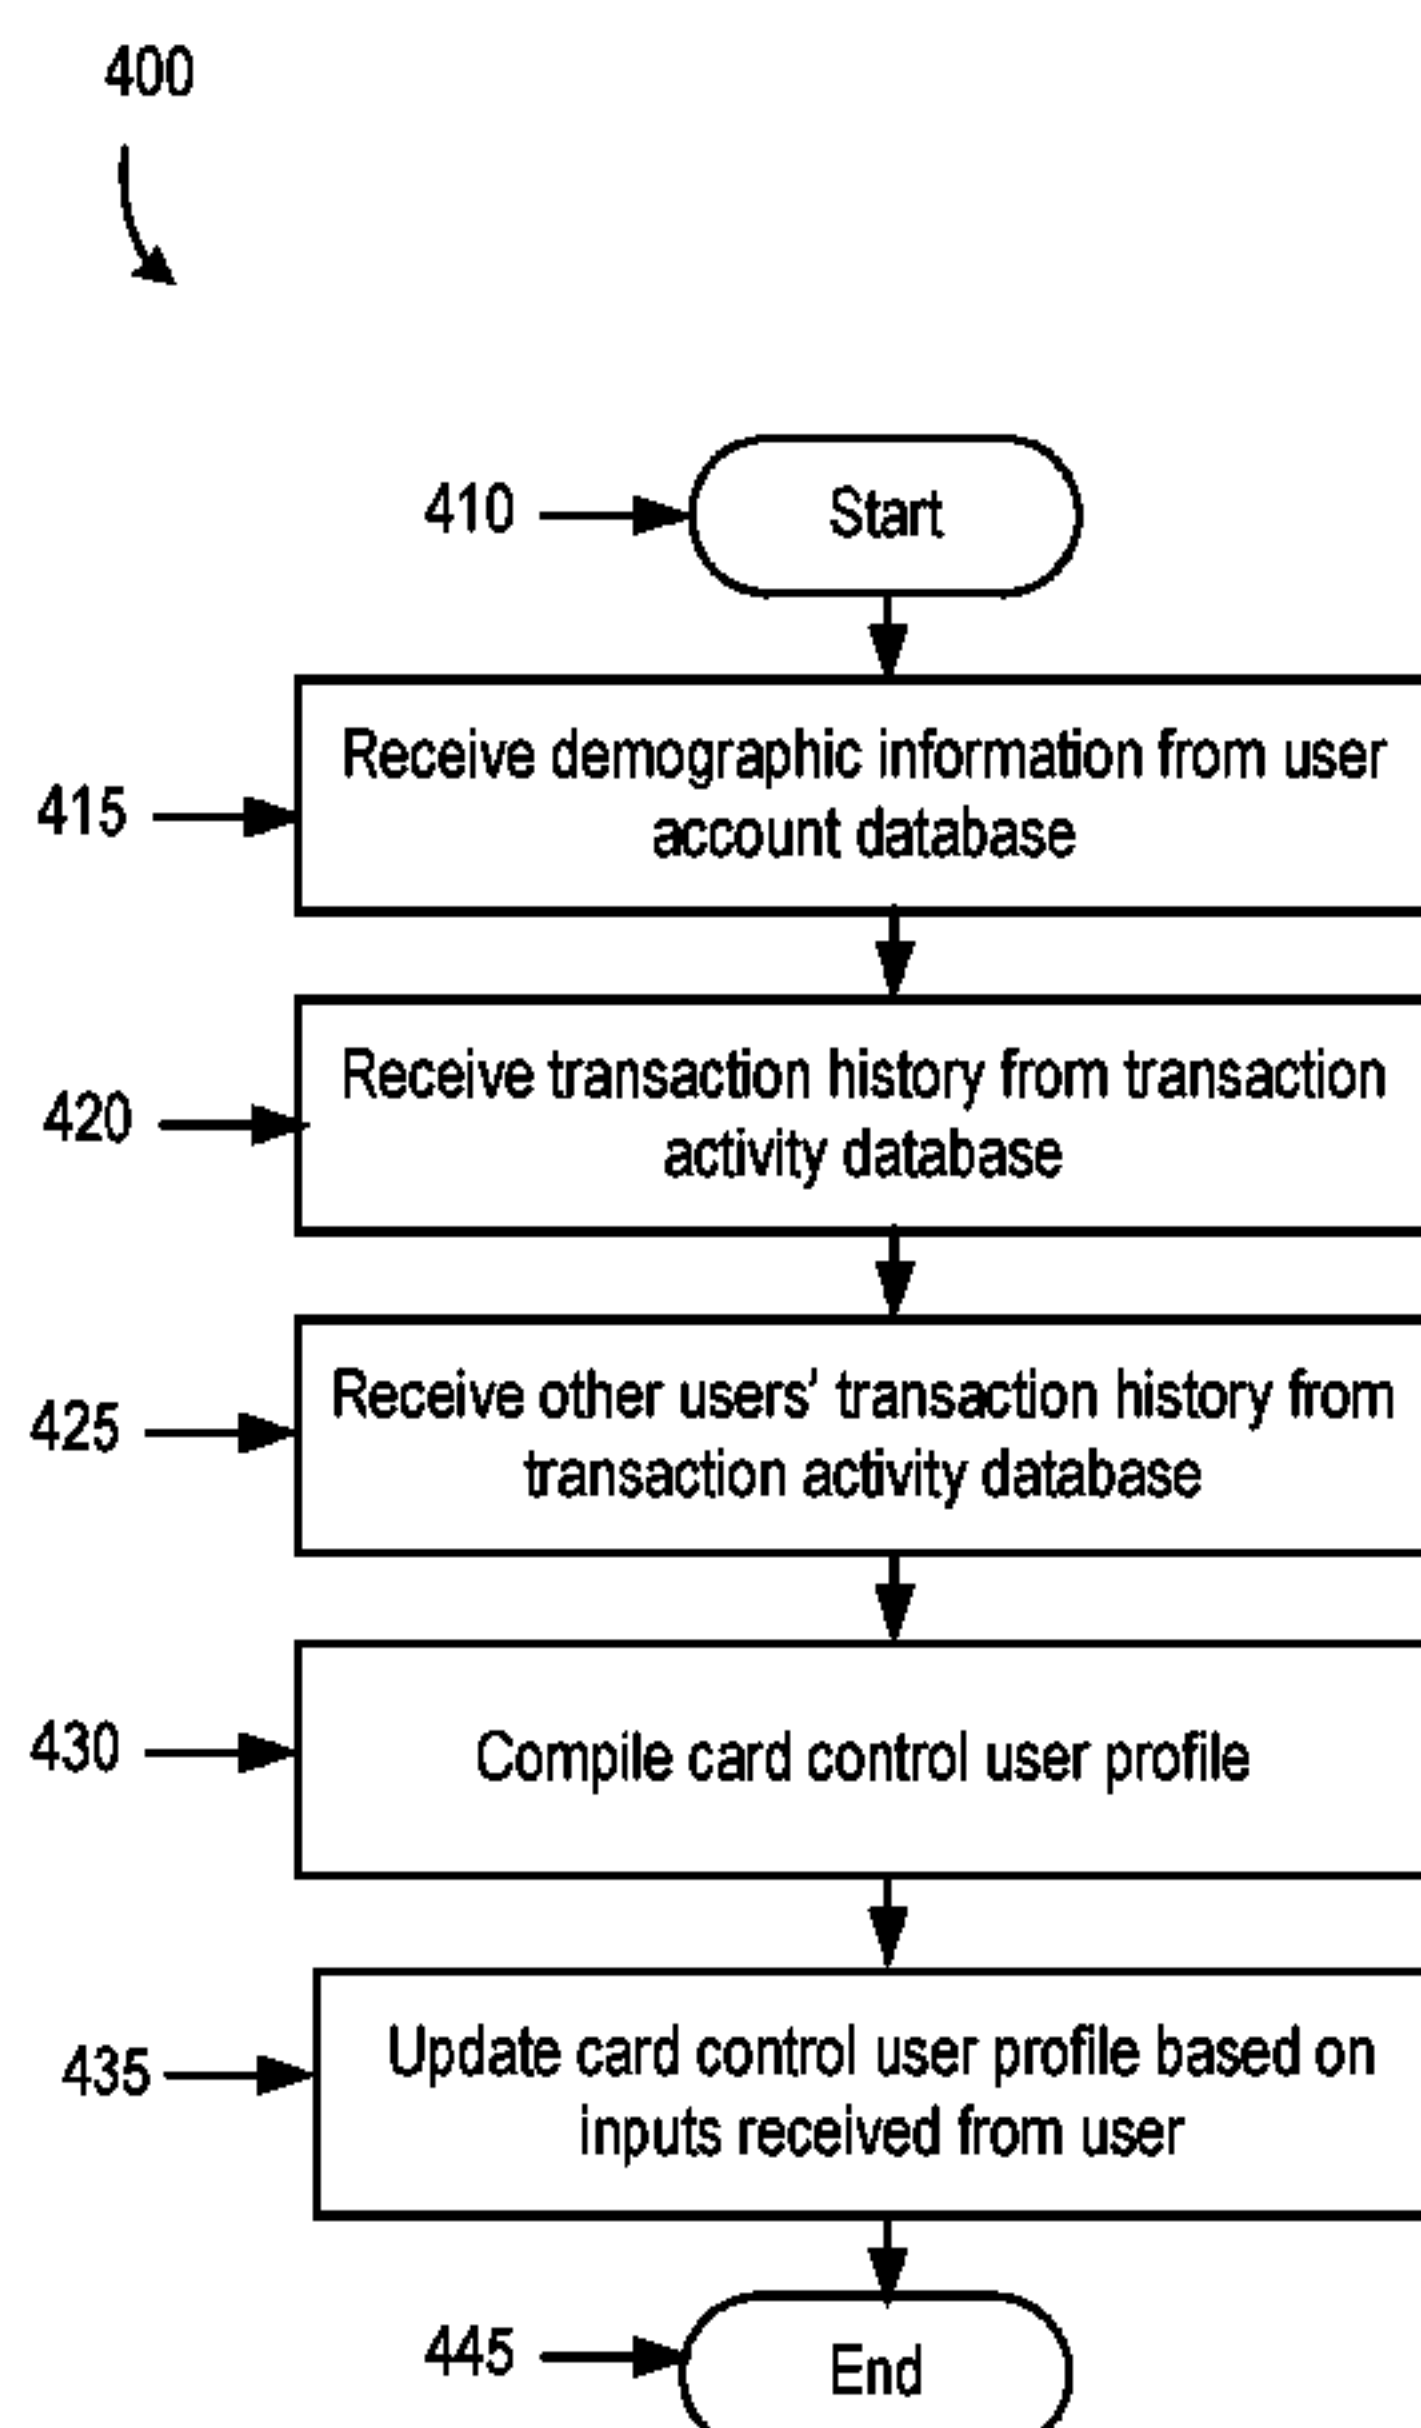 400
410
Start
415
Receive demographic information from user
account database
420
Receive transaction history from transaction
activity database
425
Receive other users' transaction history from
transaction activity database
430
Compile card control user profile
435
Update card control user profile based on
inputs received from user
445
End